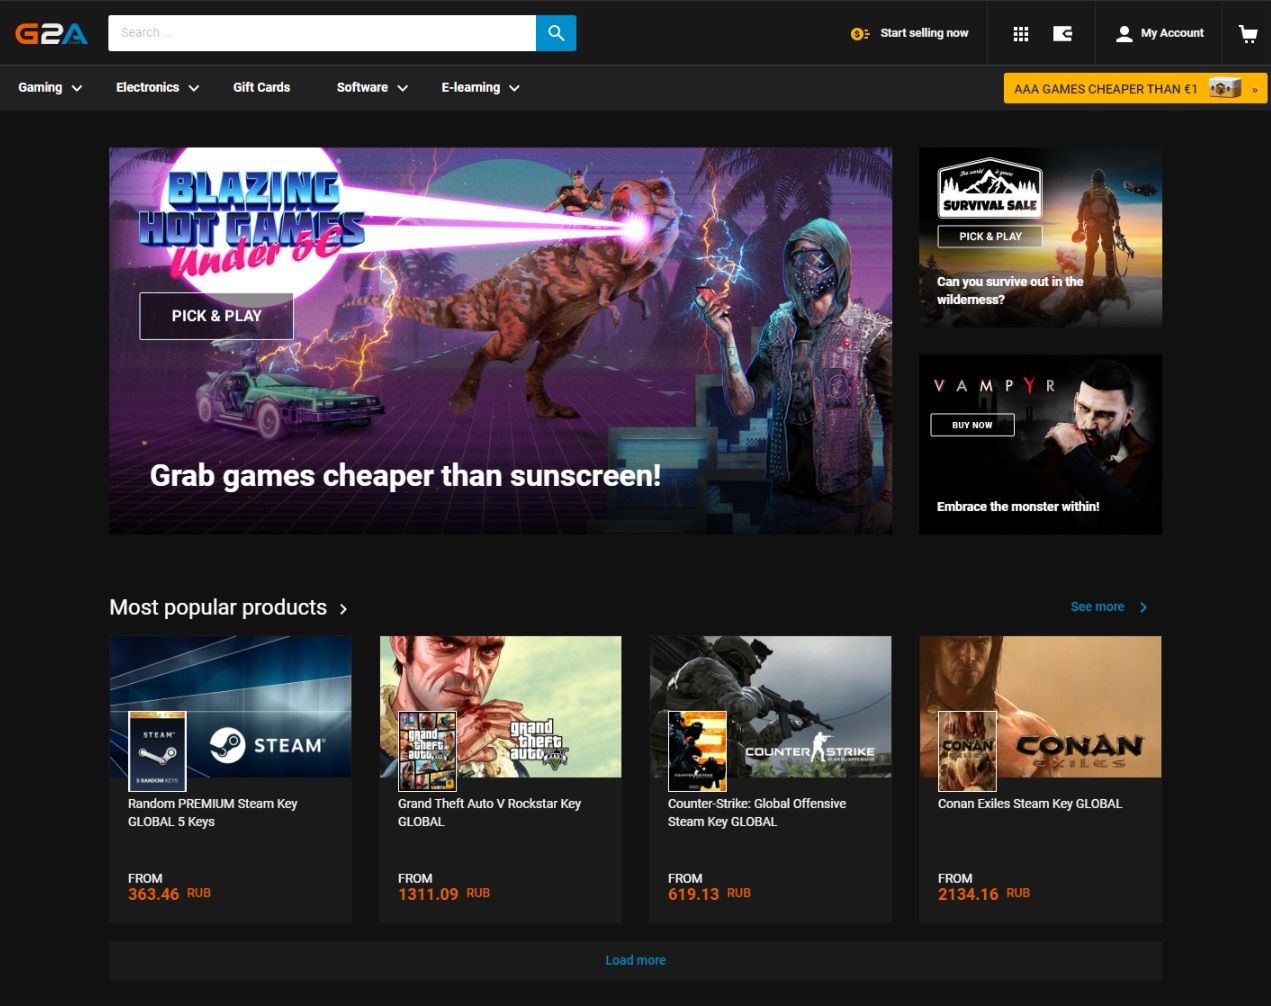 G2A
Search ...
Start selling now
My Account
Gaming
Electronics
Gift Cards
Software
E-learning
AAA GAMES CHEAPER THAN €1 »
BLAZING
HOT GAMES
Under 5€
PICK & PLAY
Grab games cheaper than sunscreen!
The world is yours
SURVIVAL SALE
PICK & PLAY
Can you survive out in the
wilderness?
VAMPYR
BUY NOW
Embrace the monster within!
Most popular products
See more
STEAM
5 RANDOM KEYS
STEAM
Random PREMIUM Steam Key
GLOBAL 5 Keys
FROM
363.46 RUB
grand
theft
auto V
grand
theft
auto V
Grand Theft Auto V Rockstar Key
GLOBAL
FROM
1311.09 RUB
COUNTER STRIKE
COUNTER STRIKE
GLOBAL OFFENSIVE
Counter-Strike: Global Offensive
Steam Key GLOBAL
FROM
619.13 RUB
CONAN
EXILES
CONAN
EXILES
Conan Exiles Steam Key GLOBAL
FROM
2134.16 RUB
Load more